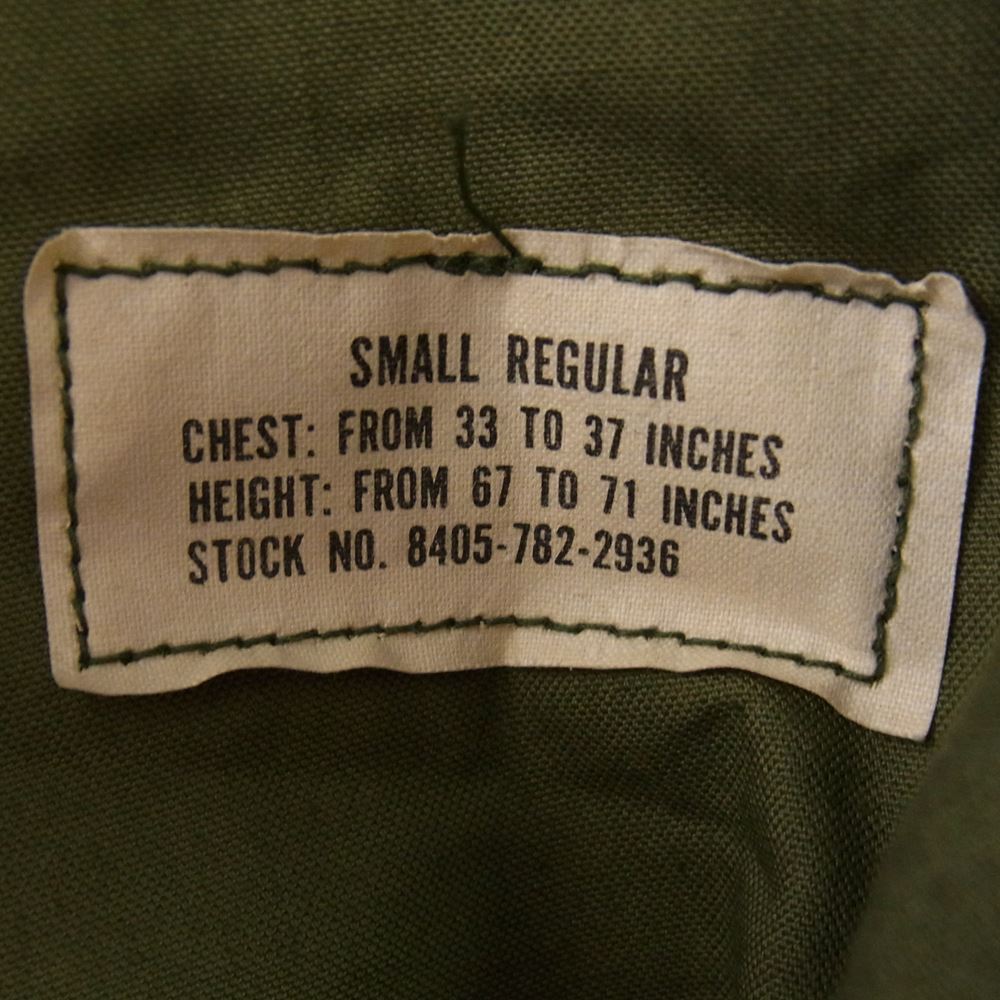 SMALL REGULAR
CHEST: FROM 33 TO 37 INCHES
HEIGHT: FROM 67 TO 71 INCHES
STOCK NO. 8405-782-2936